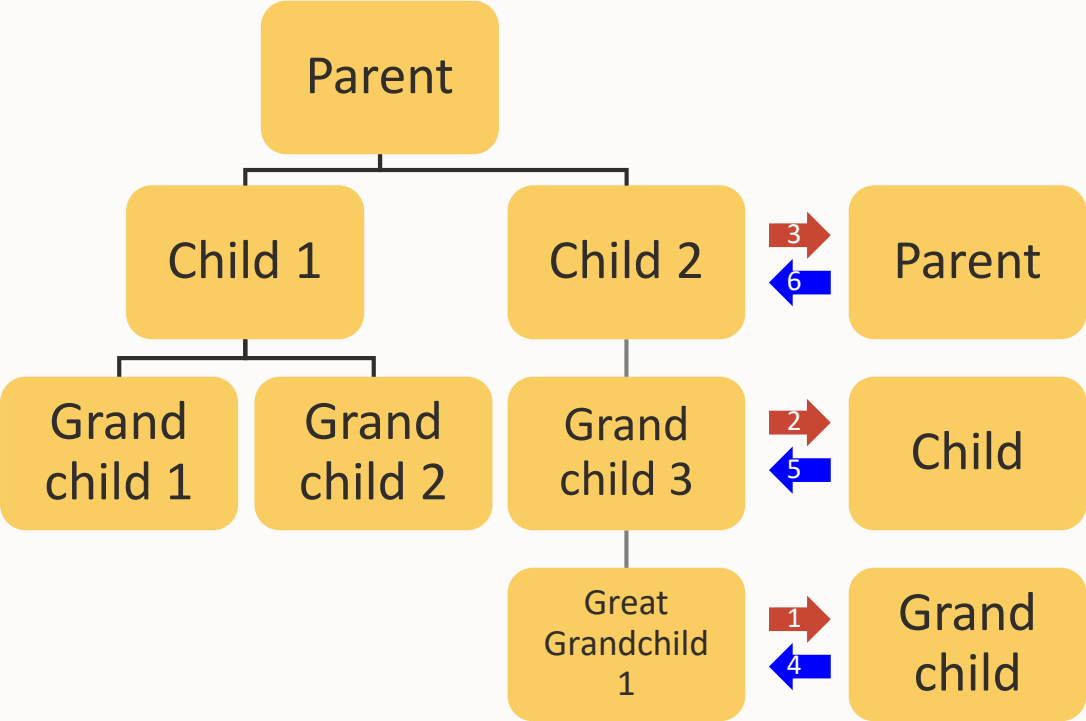 Parent
Child 1
Child 2
3
6
Parent
Grand
child 1
Grand
child 2
Grand
child 3
2
5
Child
Great
Grandchild
1
1
4
Grand
child